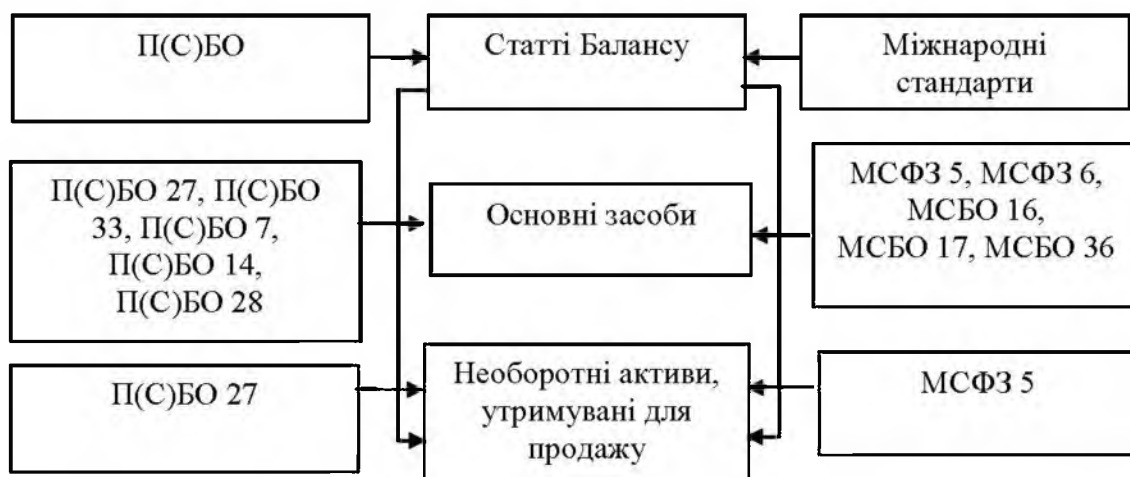 П(С)БО
Статті Балансу
Міжнародні
стандарти
П(С)БО 27, П(С)БО
33, П(С)БО 7,
П(С)БО 14,
П(С)БО 28
Основні засоби
МСФЗ 5, МСФЗ 6,
МСБО 16,
МСБО 17, МСБО 36
П(С)БО 27
Необоротні активи,
утримувані для
продажу
МСФЗ 5